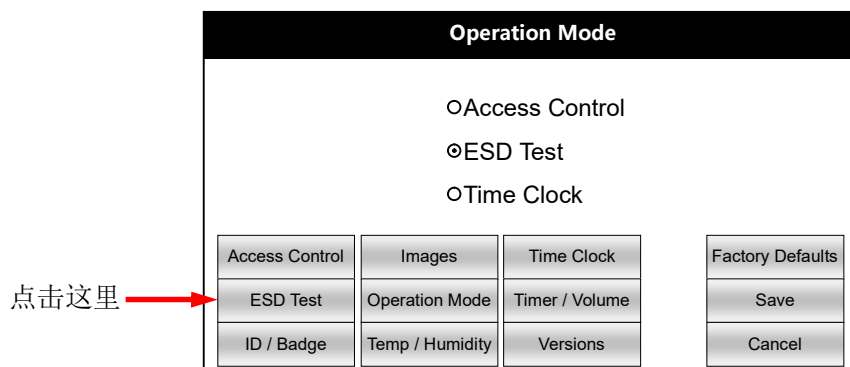 Operation Mode
Access Control
ESD Test
Time Clock
Access Control Images Time Clock Factory Defaults
点击这里 ESD Test Operation Mode Timer / Volume Save
ID / Badge Temp / Humidity Versions Cancel